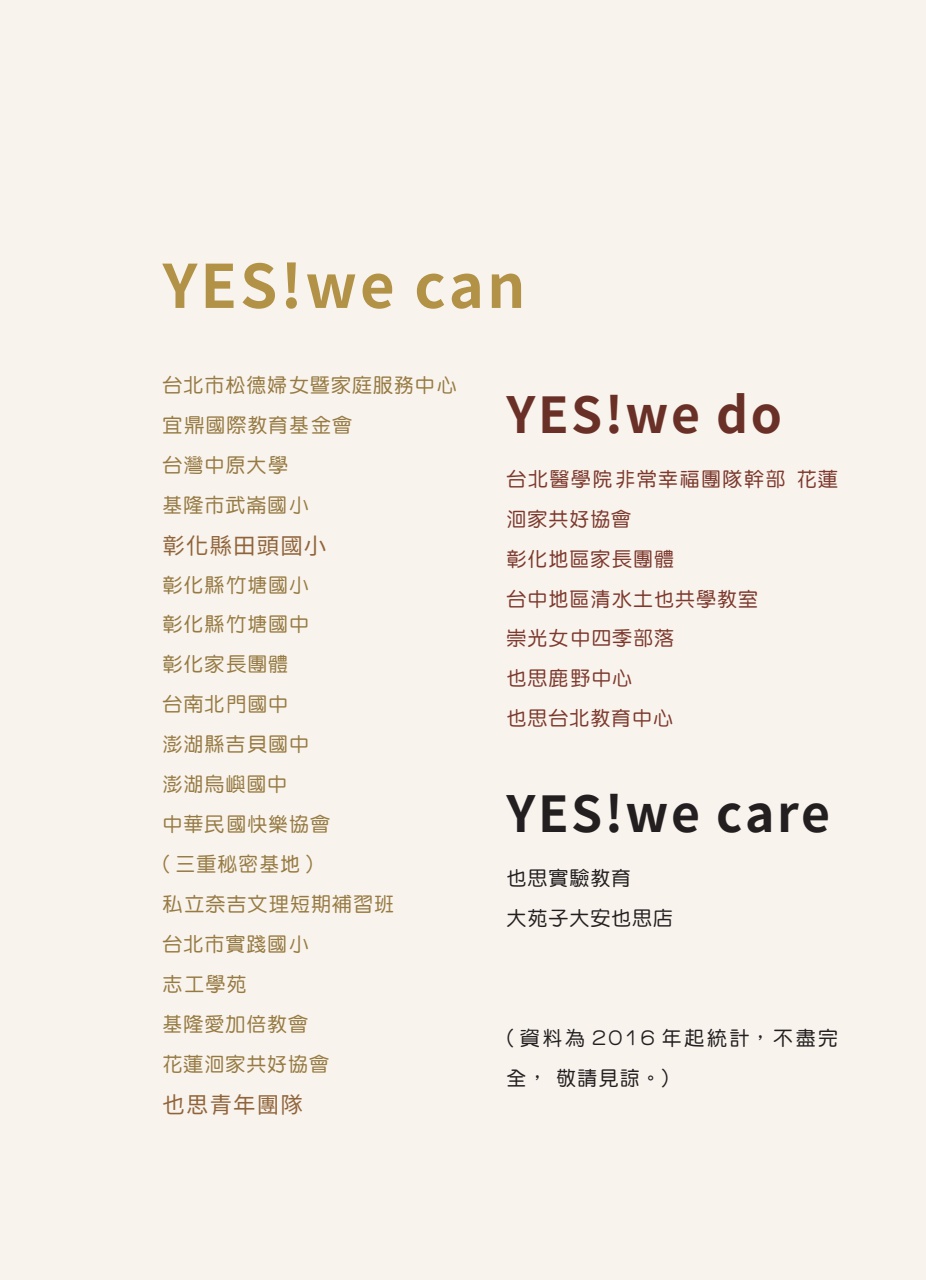 YES!we can
台北市松德婦女暨家庭服務中心
宜鼎國際教育基金會
台灣中原大學
基隆市武崙國小
彰化縣田頭國小
彰化縣竹塘國小
彰化縣竹塘國中
彰化家長團體
台南北門國中
澎湖縣吉貝國中
澎湖鳥嶼國中
中華民國快樂協會
( 三重秘密基地 )
私立奈吉文理短期補習班
台北市實踐國小
志工學苑
基隆愛加倍教會
花蓮洄家共好協會
也思青年團隊
YES!we do
台北醫學院非常幸福團隊幹部 花蓮
洄家共好協會
彰化地區家長團體
台中地區清水土也共學教室
崇光女中四季部落
也思鹿野中心
也思台北教育中心
YES!we care
也思實驗教育
大苑子大安也思店
( 資料為 2016 年起統計，不盡完
全， 敬請見諒。)